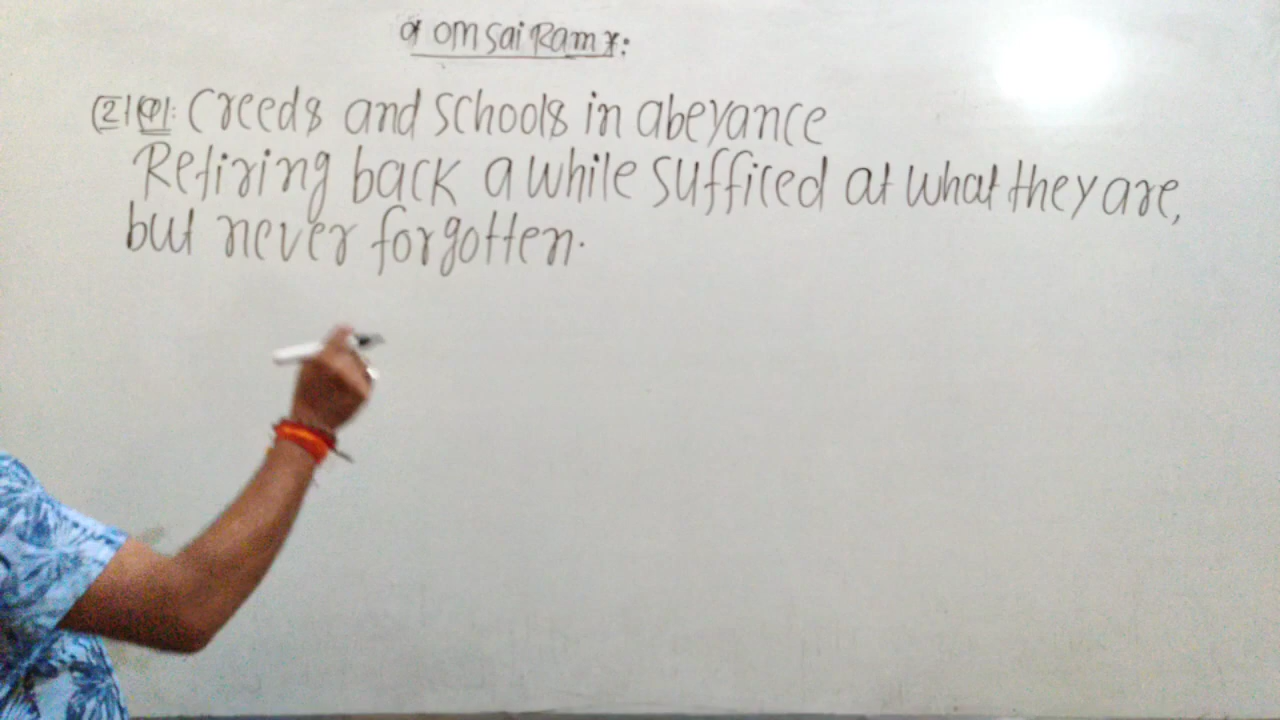 * om sai Ram *:
(2)(q): Creeds and schools in abeyance
Retiring back a while sufficed at what they are,
but never forgotten.